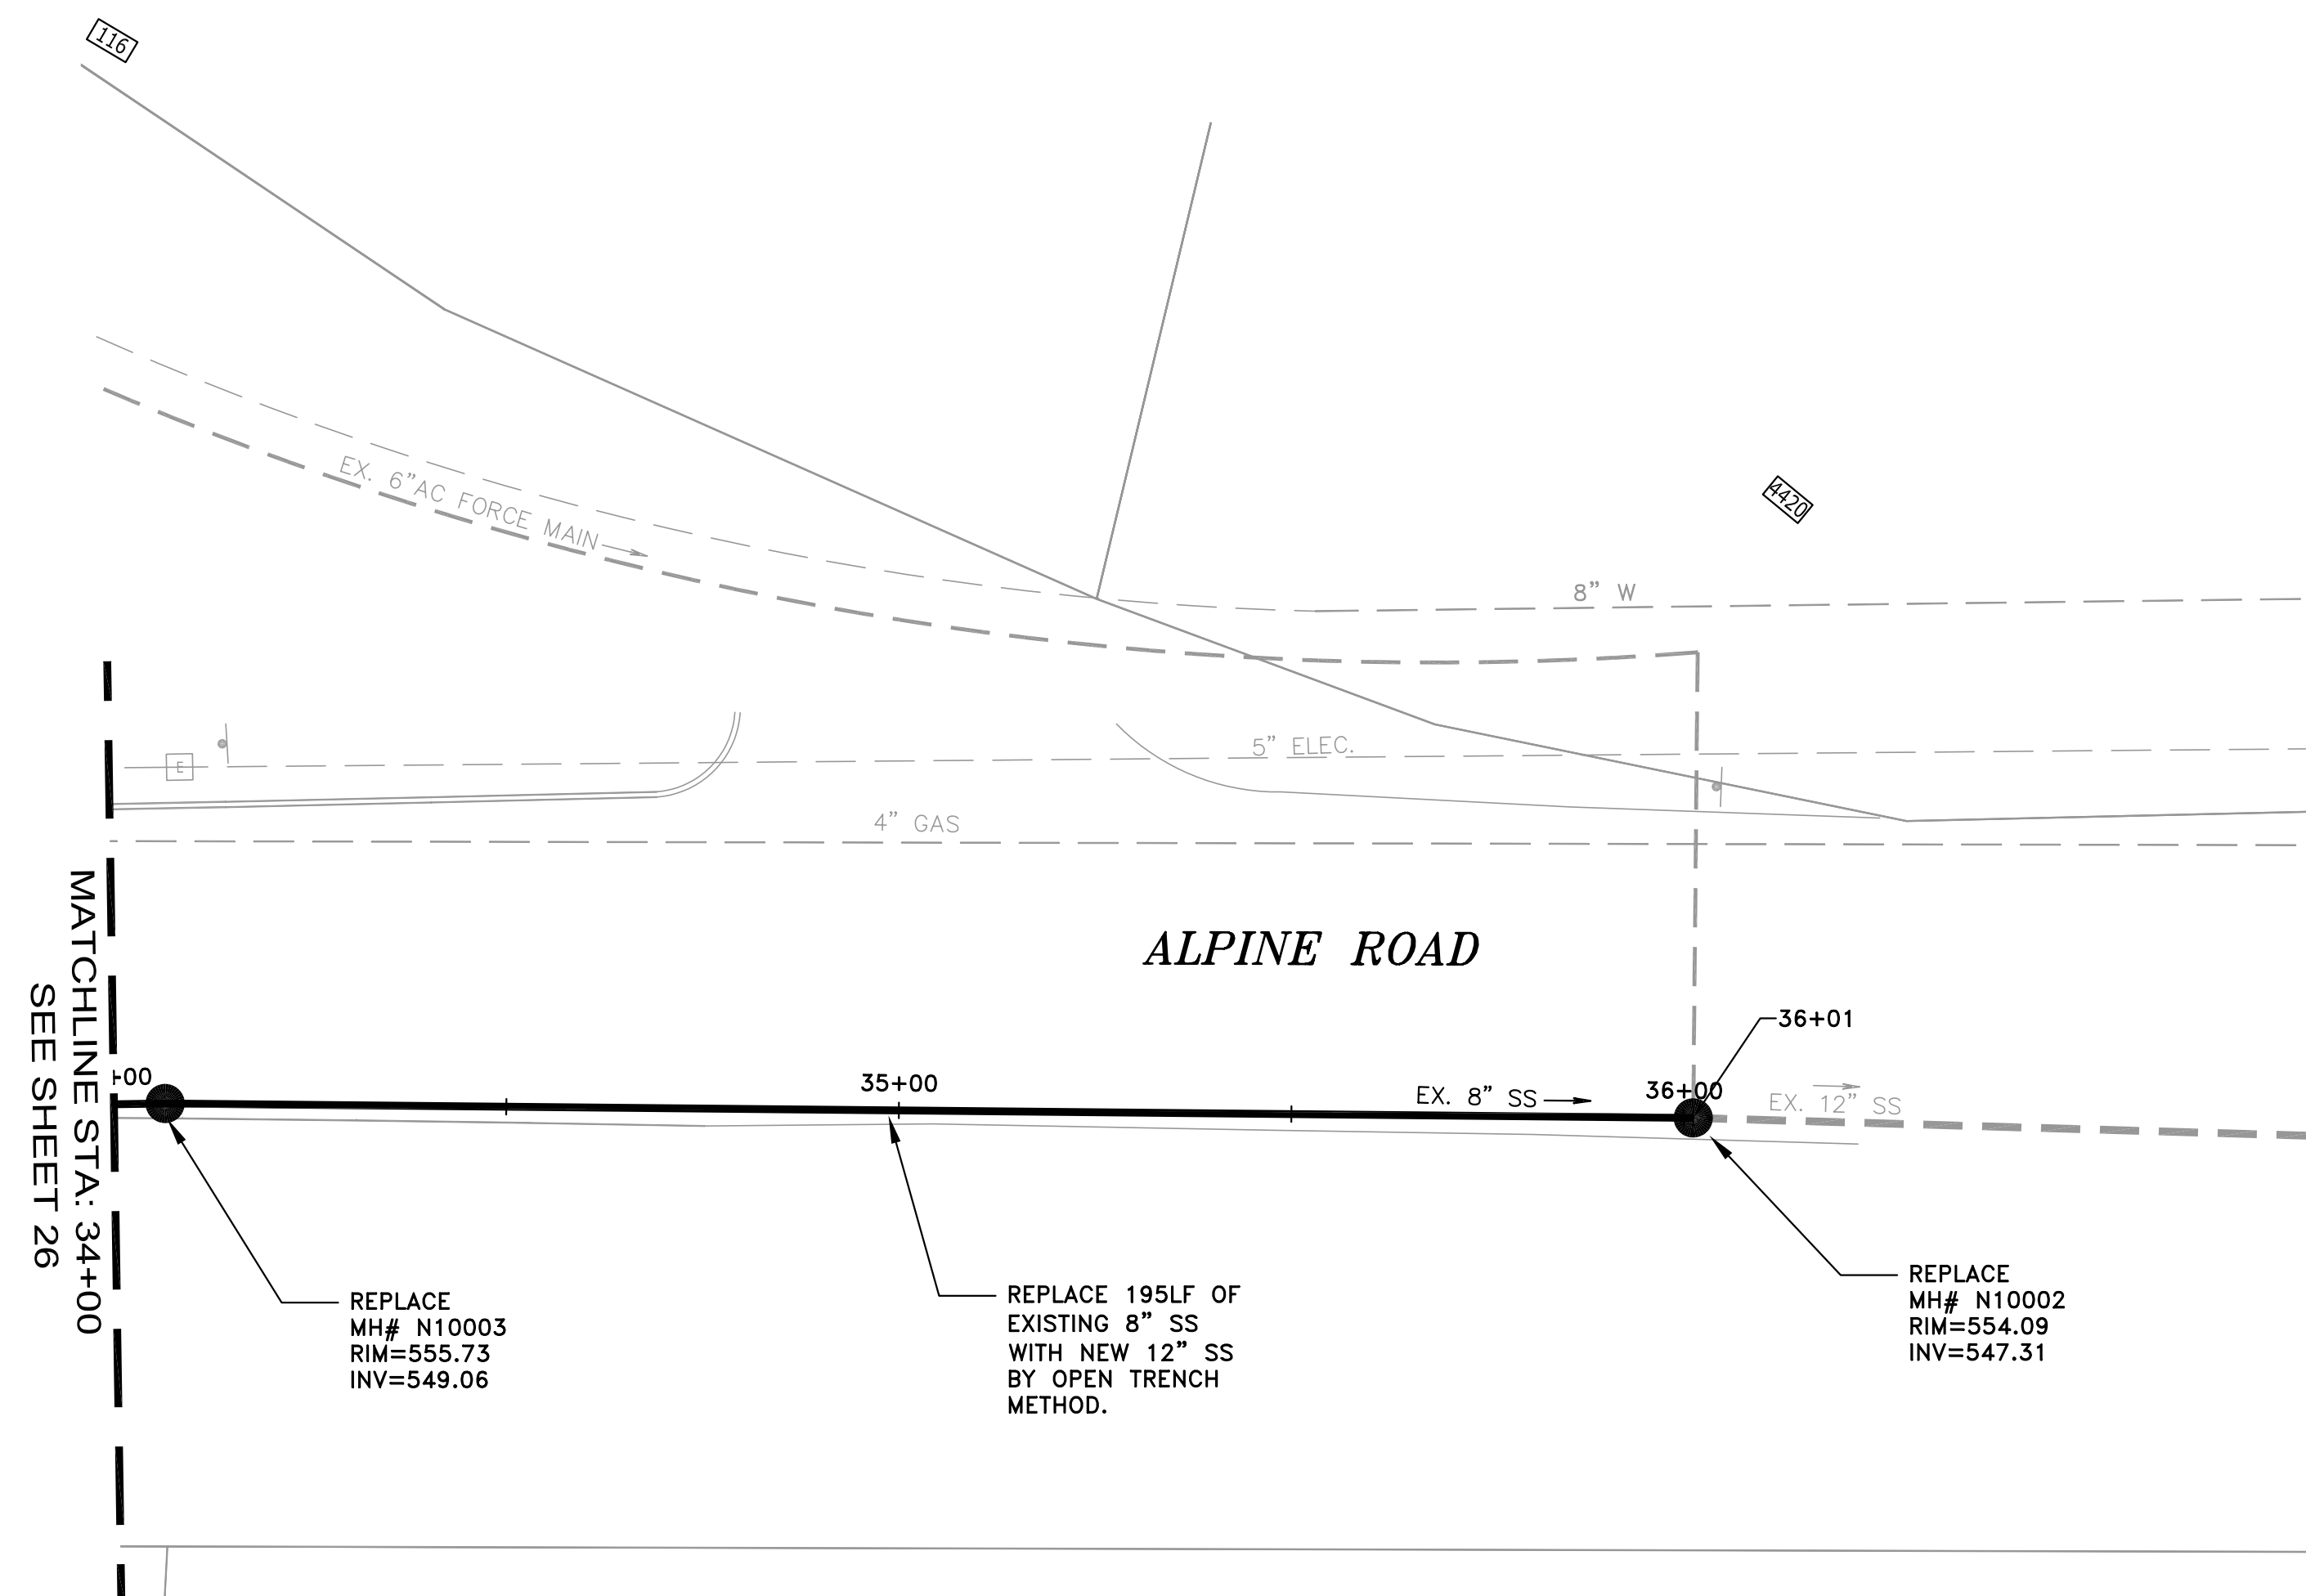 116
EX. 6”AC FORCE MAIN
4420
8” W
5” ELEC.
E
4” GAS
ALPINE ROAD
MATCHLINE STA: 34+00
SEE SHEET 26
+00
35+00
EX. 8” SS
36+00
36+01
EX. 12” SS
REPLACE
MH# N10003
RIM=555.73
INV=549.06
REPLACE 195LF OF
EXISTING 8” SS
WITH NEW 12” SS
BY OPEN TRENCH
METHOD.
REPLACE
MH# N10002
RIM=554.09
INV=547.31